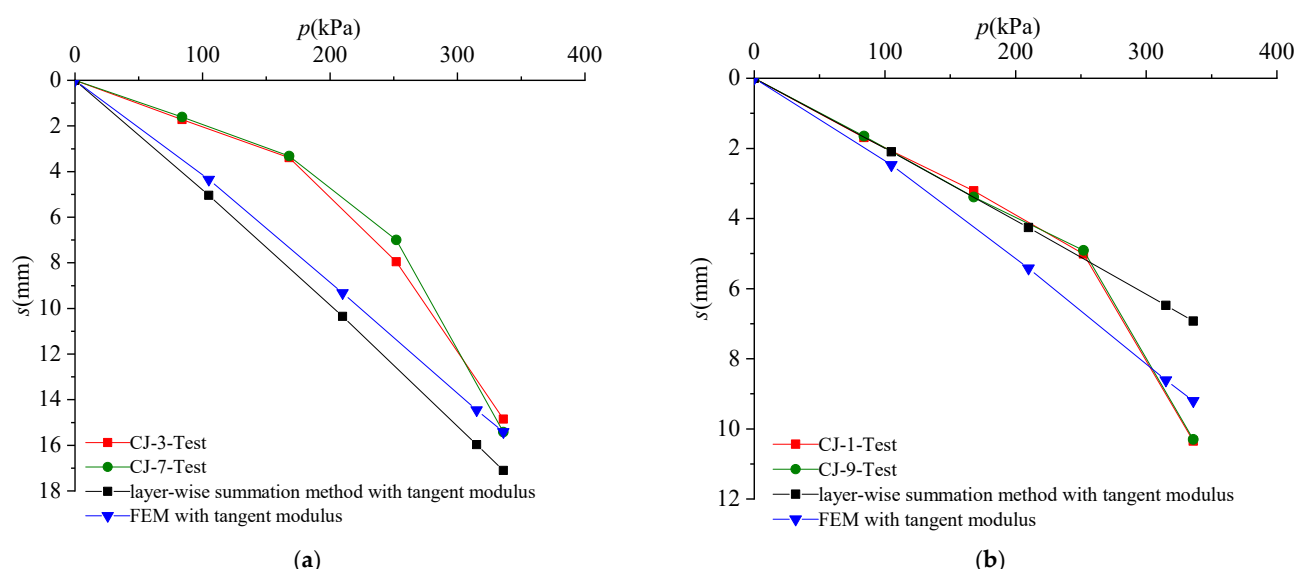 p(kPa)
0 100 200 300 400
0
2
4
6
8
10
12
14
16
18
s(mm)
CJ-3-Test
CJ-7-Test
layer-wise summation method with tangent modulus
FEM with tangent modulus
(a)
p(kPa)
0 100 200 300 400
0
2
4
6
8
10
12
s(mm)
CJ-1-Test
CJ-9-Test
layer-wise summation method with tangent modulus
FEM with tangent modulus
(b)